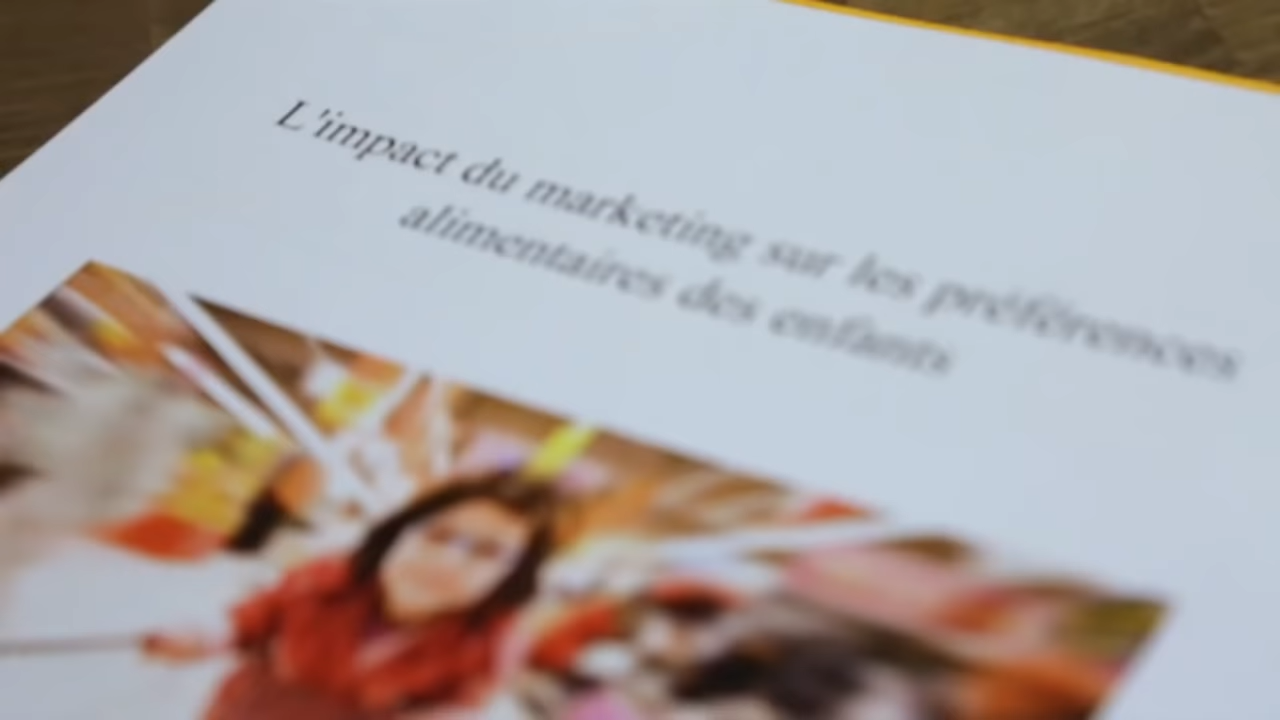 L'impact du marketing sur les préférences
alimentaires des enfants